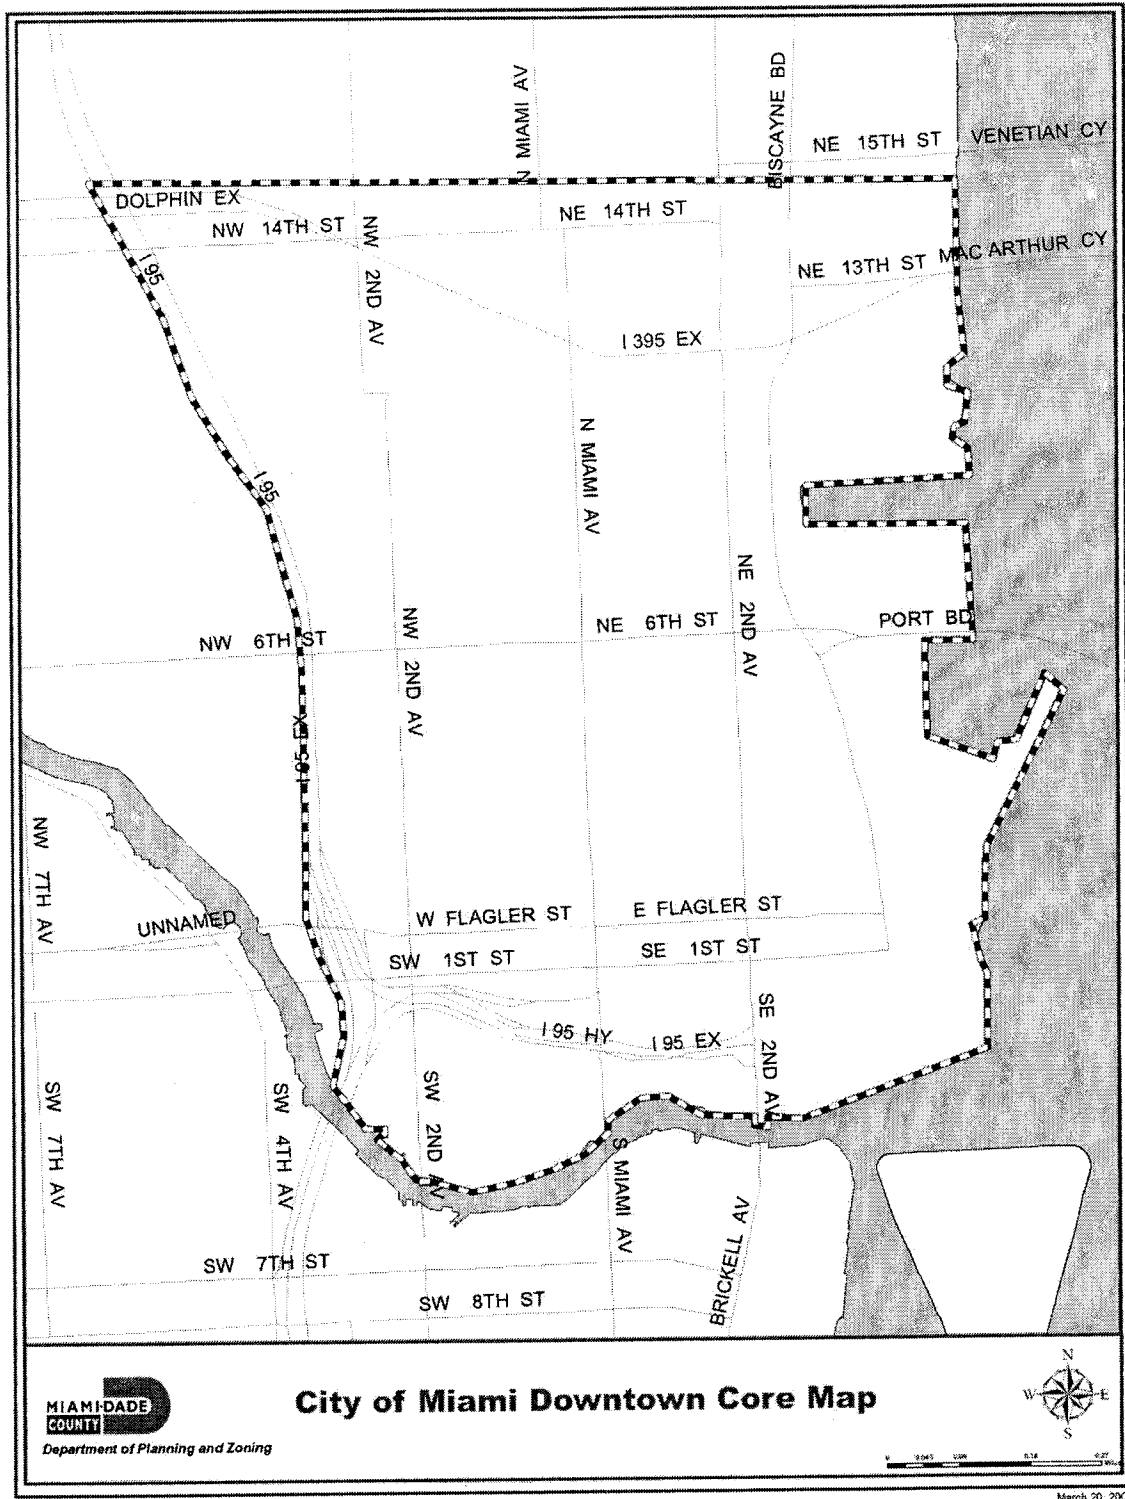 N MIAMI AV
BISCAYNE BD
NE 15TH ST
VENETIAN CY
DOLPHIN EX
NW 14TH ST
NW 2ND AV
NE 14TH ST
NE 13TH ST
MAC ARTHUR CY
I 95
I 395 EX
N MIAMI AV
I 95
NE 2ND AV
NW 6TH ST
NW 2ND AV
NE 6TH ST
PORT BD
I 95 EX
NW 7TH AV
UNNAMED
W FLAGLER ST
E FLAGLER ST
SW 1ST ST
SE 1ST ST
SE 2ND AV
I 95 HY
I 95 EX
SW 7TH AV
SW 4TH AV
SW 2ND AV
S MIAMI AV
BRICKELL AV
SW 7TH ST
SW 8TH ST
MIAMI-DADE
COUNTY
Department of Planning and Zoning
City of Miami Downtown Core Map
N
W E
S
March 20, 200